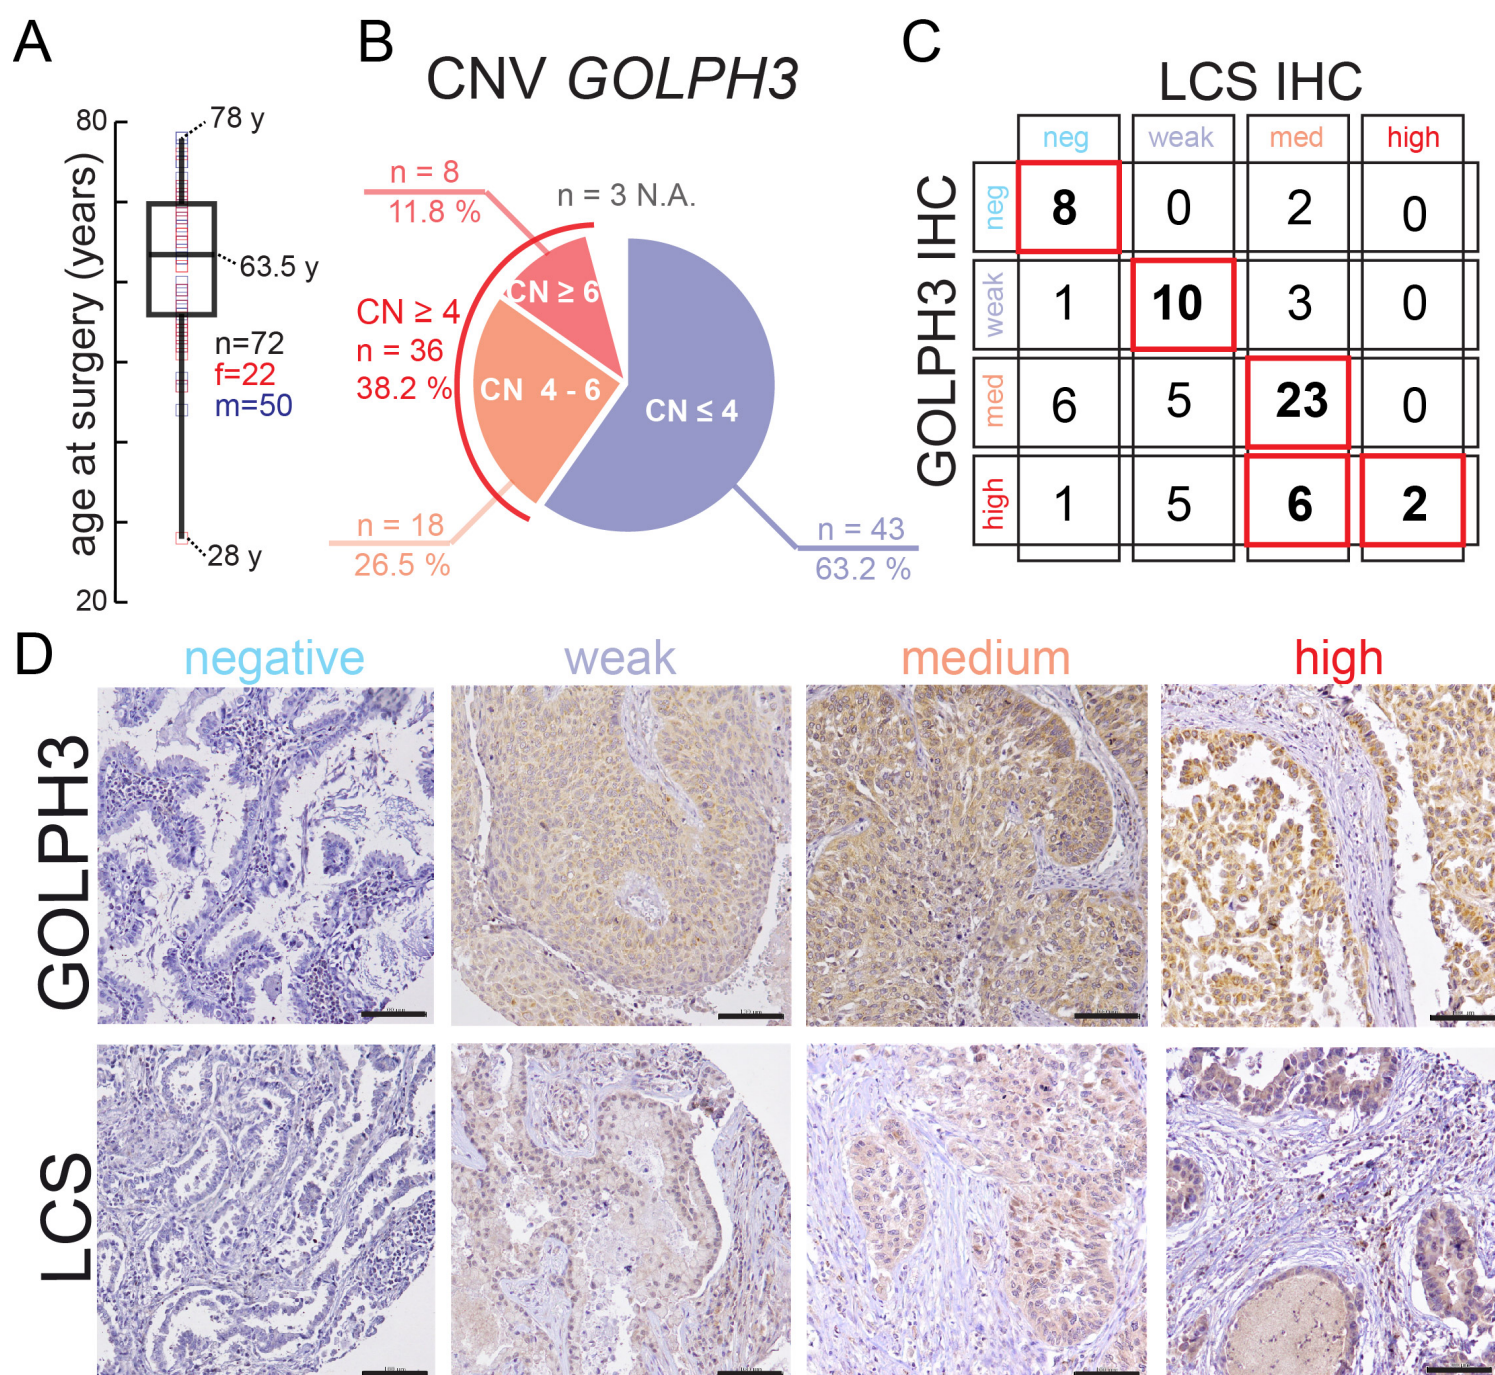 A
80
78 y
63.5 y
n=72
f=22
m=50
28 y
20
age at surgery (years)
B
CNV GOLPH3
n = 8
11.8 %
n = 3 N.A.
CN ≥ 6
CN ≥ 4
n = 36
38.2 %
CN 4 - 6
CN ≤ 4
n = 18
26.5 %
n = 43
63.2 %
C
LCS IHC
neg weak med high
GOLPH3 IHC
neg 8 0 2 0
weak 1 10 3 0
med 6 5 23 0
high 1 5 6 2
D
negative weak medium high
GOLPH3
LCS